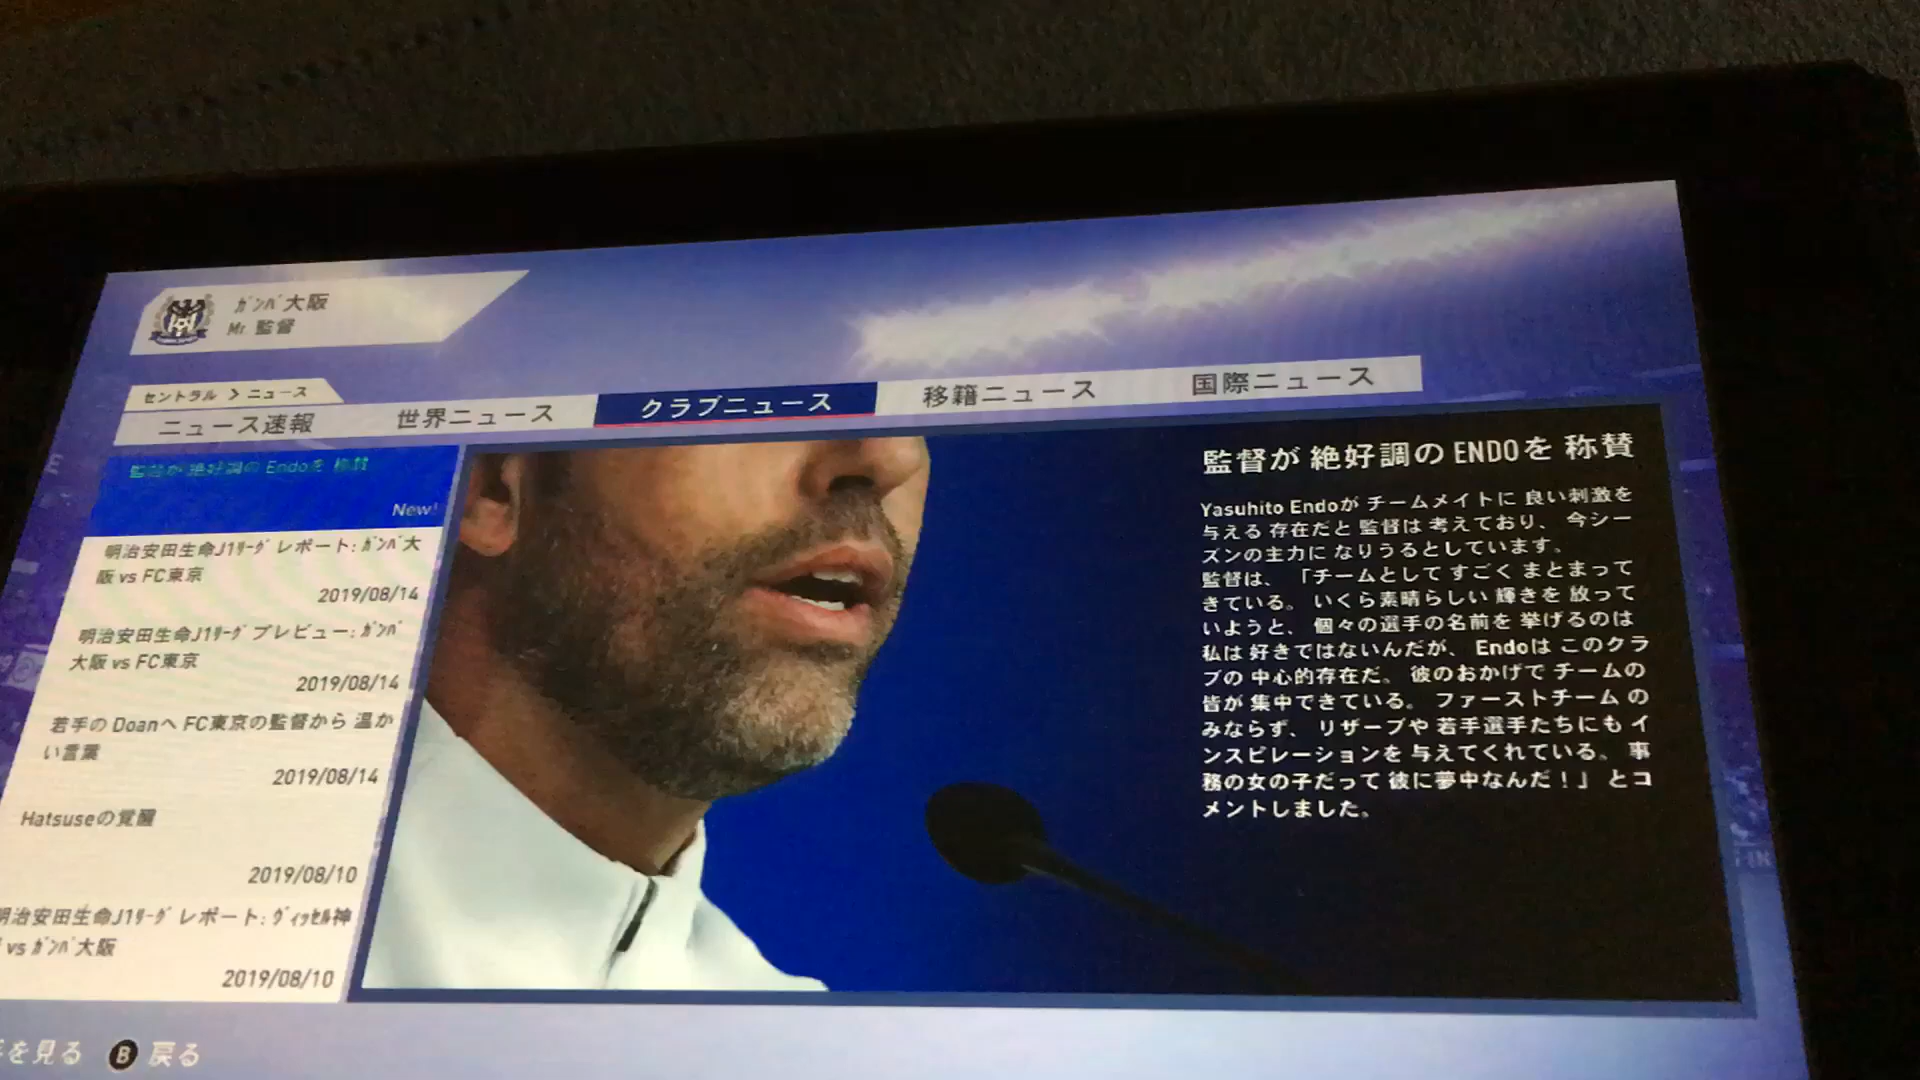 ガンバ大阪
Mr. 監督
セントラル > ニュース
ニュース速報
世界ニュース
クラブニュース
移籍ニュース
国際ニュース
監督が 絶好調の Endoを 称賛
New!
明治安田生命J1リーグ レポート: ガンバ大
阪 vs FC東京
2019/08/14
明治安田生命J1リーグ プレビュー: ガンバ
大阪 vs FC東京
2019/08/14
若手の Doanへ FC東京の監督から 温か
い言葉
2019/08/14
Hatsuseの覚醒
2019/08/10
明治安田生命J1リーグ レポート: ヴィッセル神
vs ガンバ大阪
2019/08/10
監督が 絶好調の ENDOを 称賛
Yasuhito Endoが チームメイトに 良い刺激を
与える 存在だと 監督は 考えており、 今シー
ズンの主力に なりうるとしています。
監督は、 「チームとして すごく まとまって
きている。 いくら素晴らしい 輝きを 放って
いようと、 個々の選手の名前を 挙げるのは
私は 好きではないんだが、 Endoは このクラ
ブの 中心的存在だ。 彼のおかげで チームの
皆が 集中できている。 ファーストチーム の
みならず、 リザーブや 若手選手たちにも イ
ンスピレーションを 与えてくれている。 事
務の女の子だって 彼に夢中なんだ！」 とコ
メントしました。
を見る
B 戻る